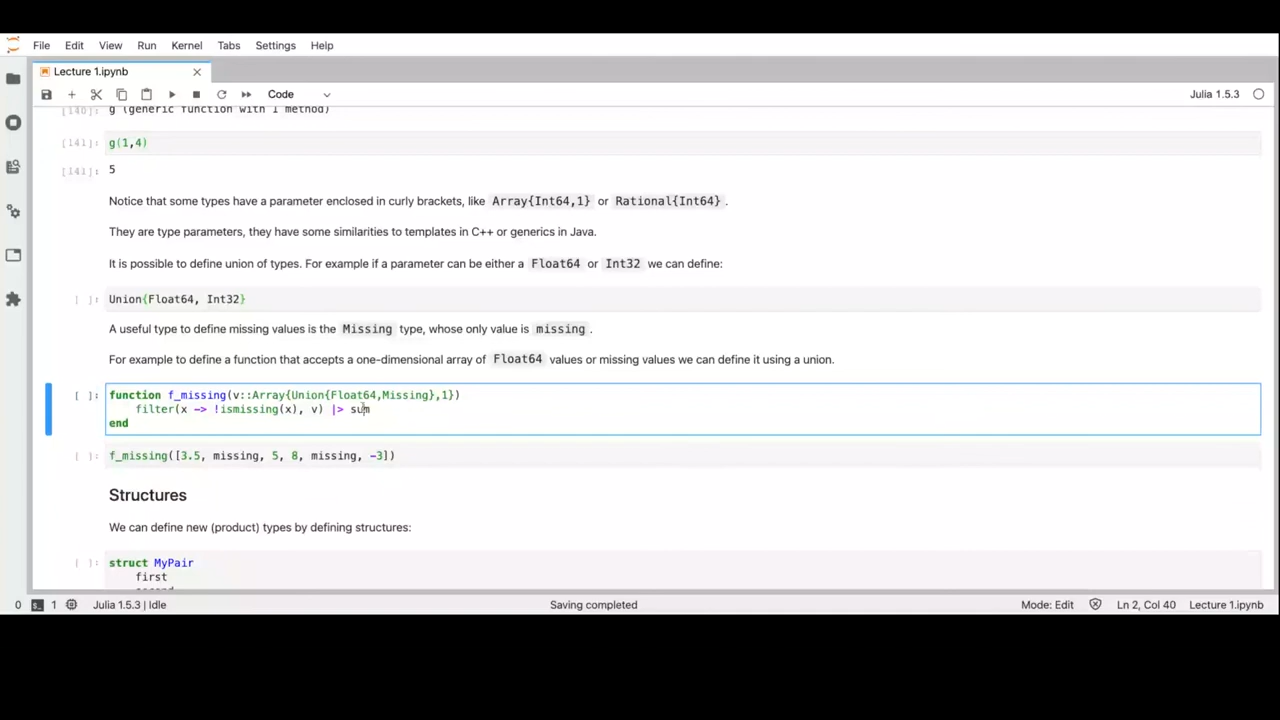 File Edit View Run Kernel Tabs Settings Help
Lecture 1.ipynb
Code
Julia 1.5.3
[140]: g (generic function with 1 method)
[141]: g(1,4)
[141]: 5
Notice that some types have a parameter enclosed in curly brackets, like Array{Int64,1} or Rational{Int64}.
They are type parameters, they have some similarities to templates in C++ or generics in Java.
It is possible to define union of types. For example if a parameter can be either a Float64 or Int32 we can define:
[ ]: Union{Float64, Int32}
A useful type to define missing values is the Missing type, whose only value is missing.
For example to define a function that accepts a one-dimensional array of Float64 values or missing values we can define it using a union.
[ ]: function f_missing(v::Array{Union{Float64,Missing},1})
filter(x -> !ismissing(x), v) |> sum
end
[ ]: f_missing([3.5, missing, 5, 8, missing, -3])
Structures
We can define new (product) types by defining structures:
[ ]: struct MyPair
first
0 1 Julia 1.5.3 | Idle Saving completed Mode: Edit Ln 2, Col 40 Lecture 1.ipynb